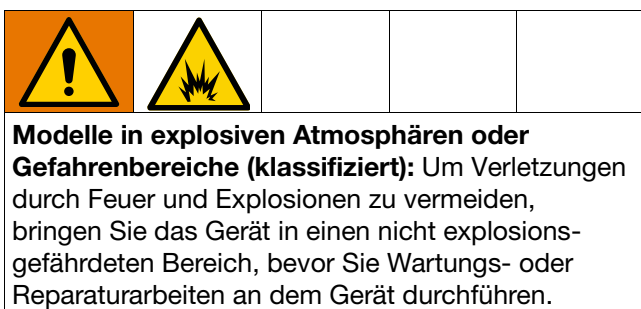 Modelle in explosiven Atmosphären oder
Gefahrenbereiche (klassifiziert): Um Verletzungen
durch Feuer und Explosionen zu vermeiden,
bringen Sie das Gerät in einen nicht explosions-
gefährdeten Bereich, bevor Sie Wartungs- oder
Reparaturarbeiten an dem Gerät durchführen.